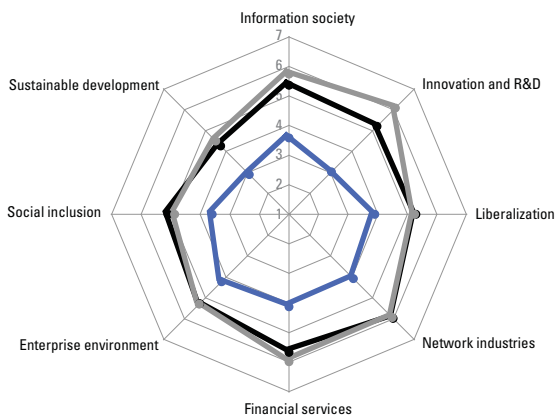 Information society
7
6
5
4
3
2
1
Innovation and R&D
Sustainable development
Social inclusion
Liberalization
Enterprise environment
Network industries
Financial services